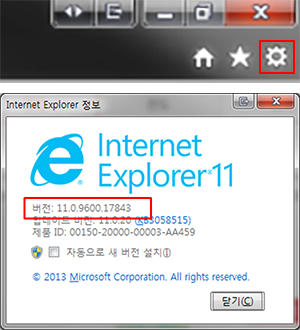 Internet Explorer 정보
Internet
Explorer 11
버전: 11.0.9600.17843
업데이트 버전: 11.0.20 (KB3058515)
제품 ID: 00150-20000-00003-AA459
자동으로 새 버전 설치(I)
© 2013 Microsoft Corporation. All rights reserved.
닫기(C)